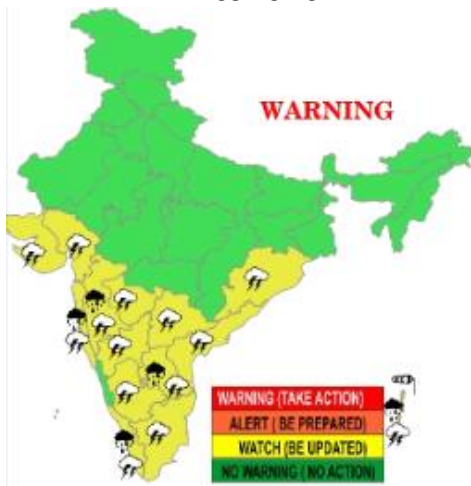 WARNING
WARNING (TAKE ACTION)
ALERT ( BE PREPARED)
WATCH (BE UPDATED)
NO WARNING ( NO ACTION)